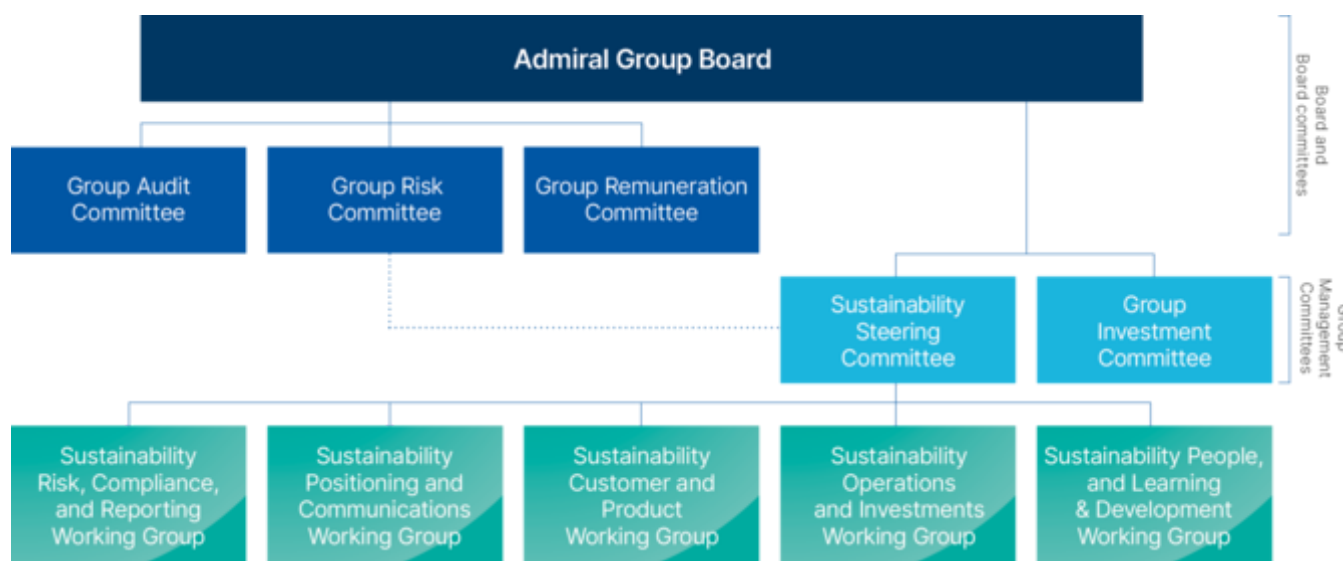 Admiral Group Board
Board and
Board committees
Group Audit
Committee
Group Risk
Committee
Group Remuneration
Committee
Sustainability
Steering
Committee
Group
Investment
Committee
Group
Management
Committees
Sustainability
Risk, Compliance,
and Reporting
Working Group
Sustainability
Positioning and
Communications
Working Group
Sustainability
Customer and
Product
Working Group
Sustainability
Operations
and Investments
Working Group
Sustainability People,
and Learning
& Development
Working Group